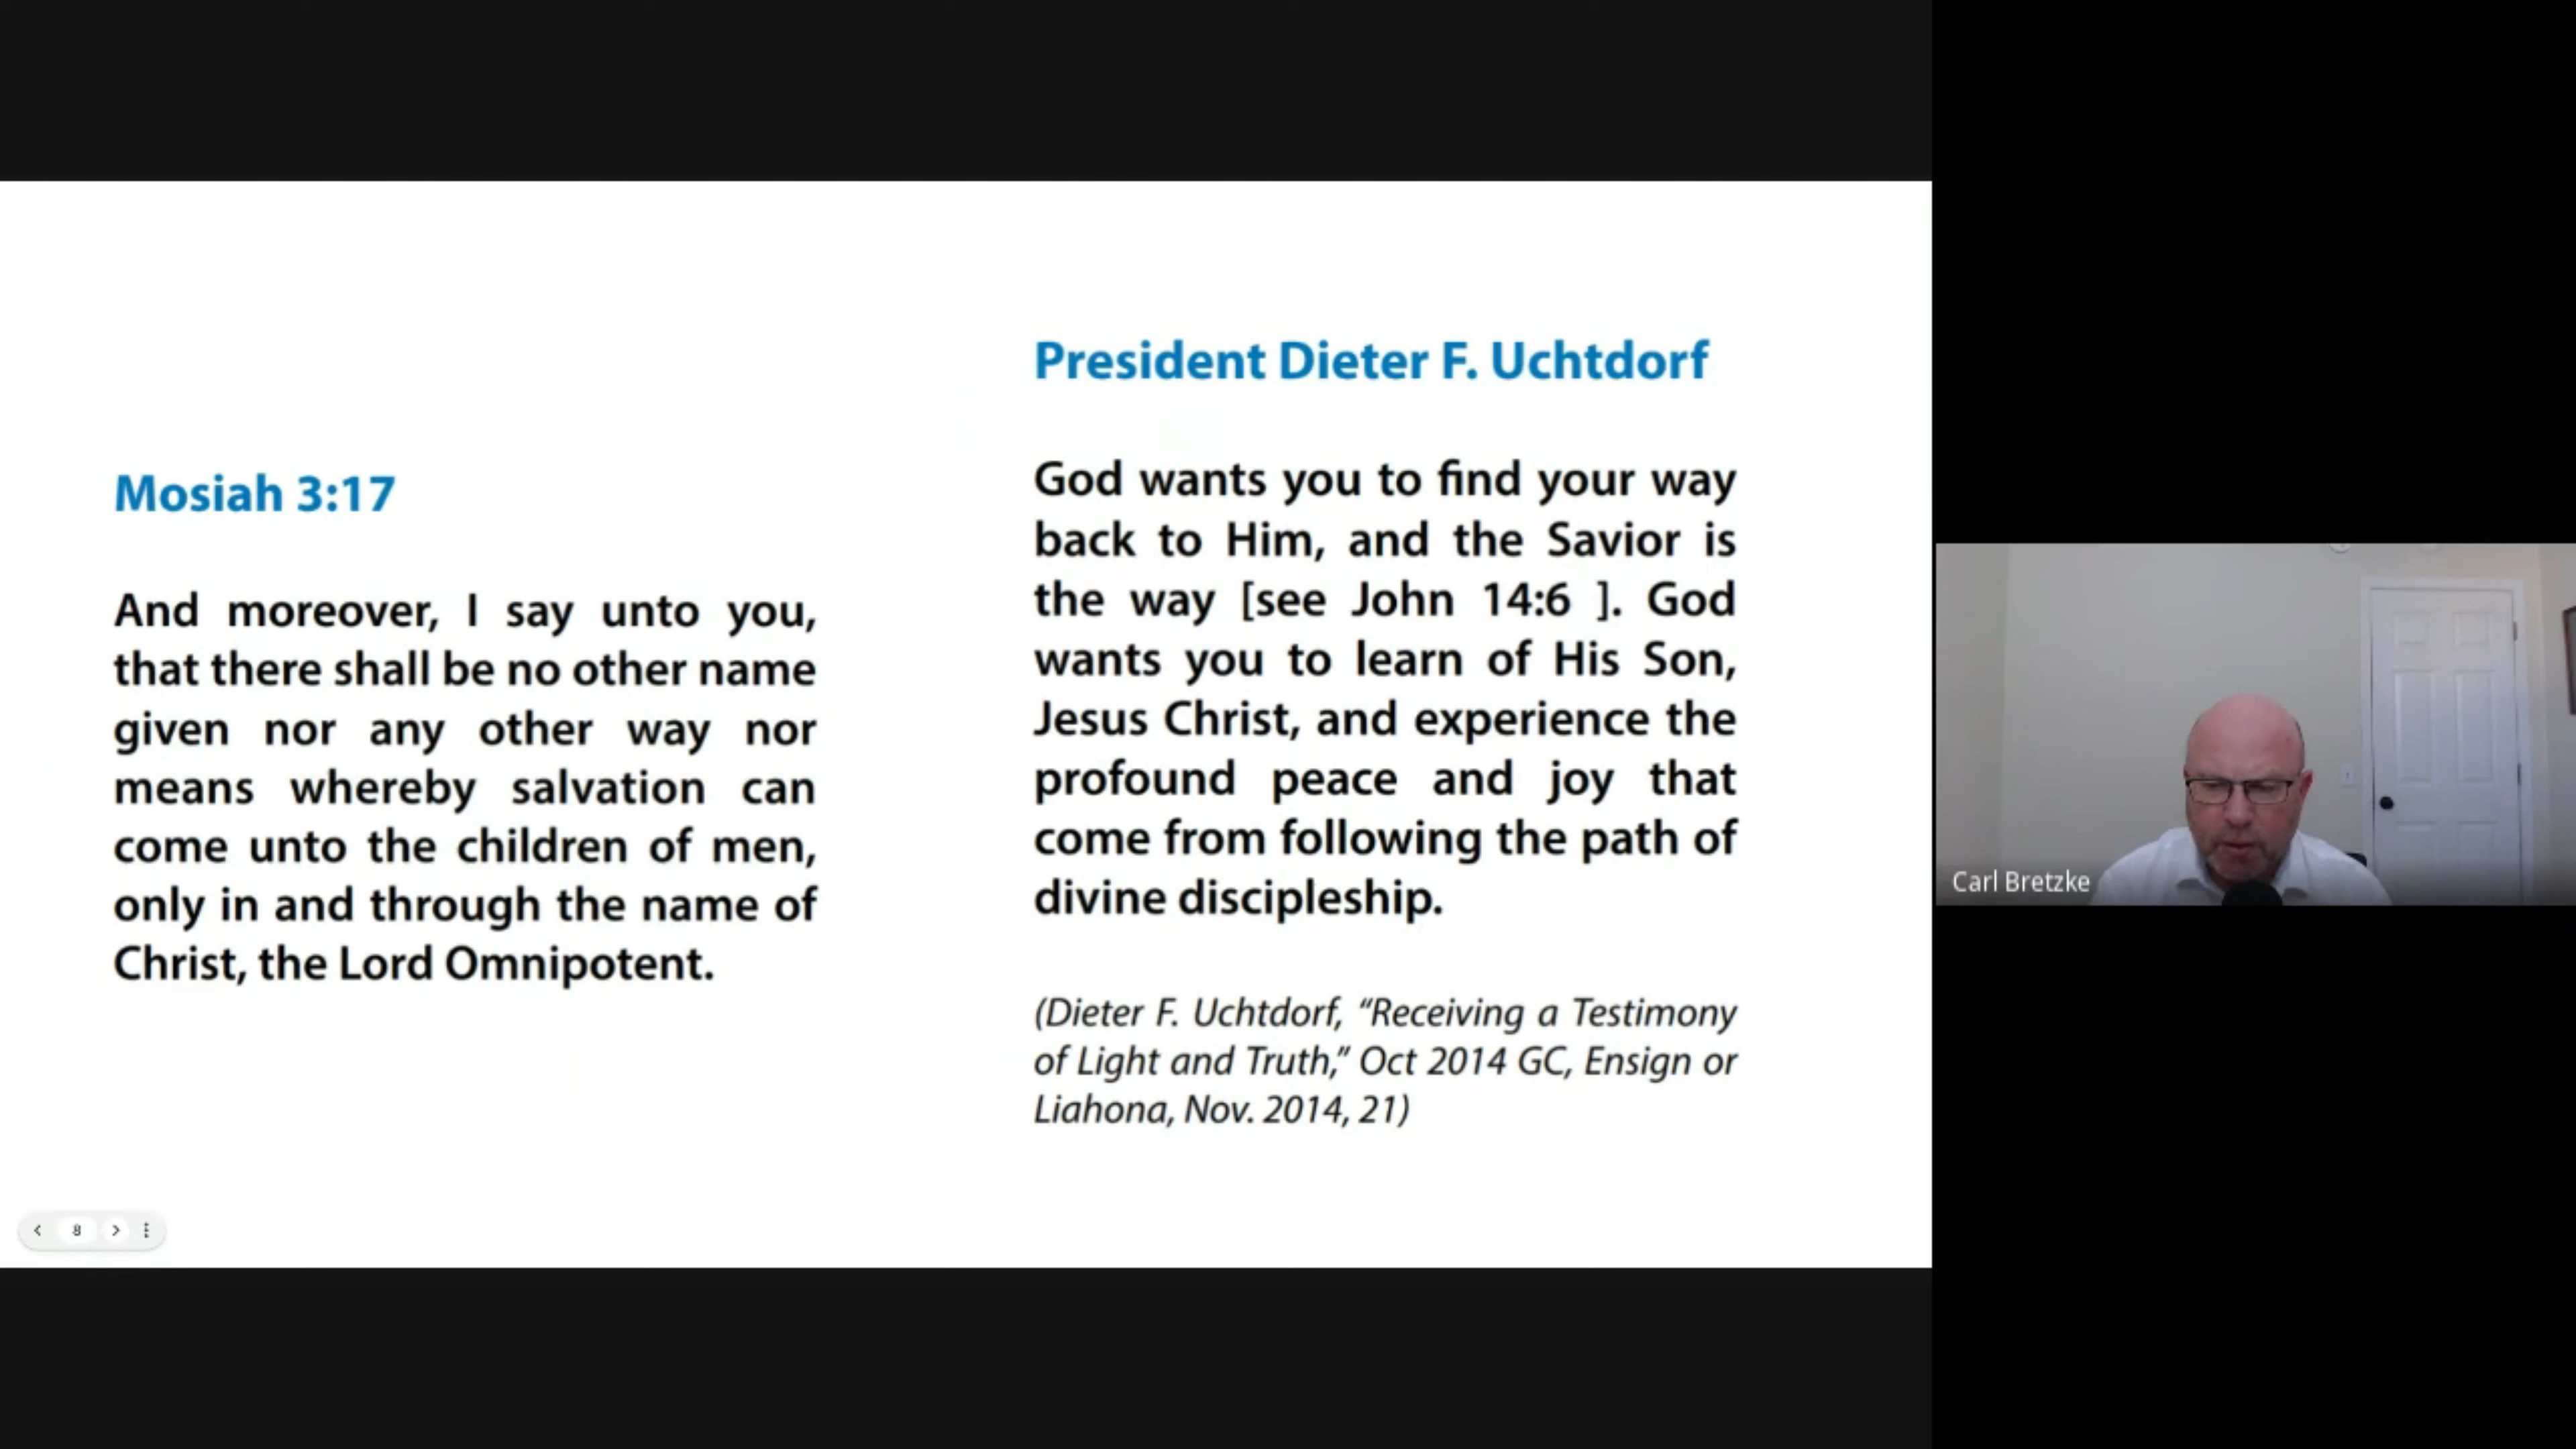 Mosiah 3:17
And moreover, I say unto you,
that there shall be no other name
given nor any other way nor
means whereby salvation can
come unto the children of men,
only in and through the name of
Christ, the Lord Omnipotent.
President Dieter F. Uchtdorf
God wants you to find your way
back to Him, and the Savior is
the way [see John 14:6 ]. God
wants you to learn of His Son,
Jesus Christ, and experience the
profound peace and joy that
come from following the path of
divine discipleship.
(Dieter F. Uchtdorf, “Receiving a Testimony
of Light and Truth,” Oct 2014 GC, Ensign or
Liahona, Nov. 2014, 21)
8
Carl Bretzke